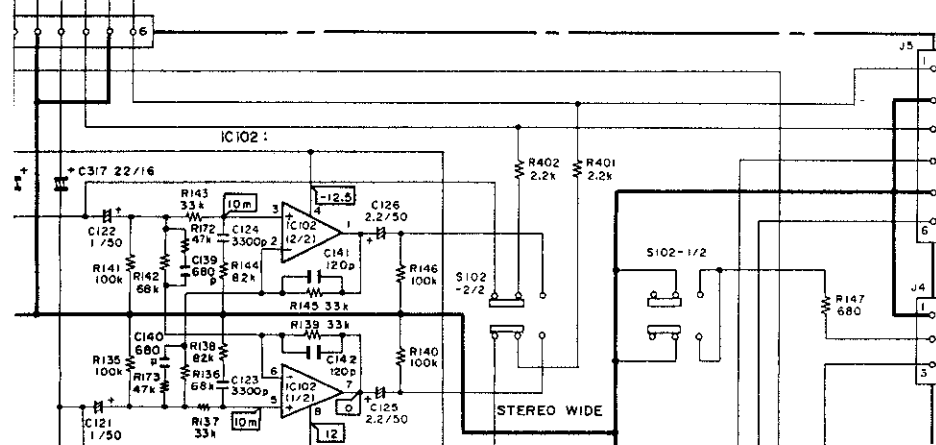 6
J5
1
IC102 :
+
+ C317 22/16
R402
2.2k
R401
2.2k
R143
33k
10m
-12.5
3
4
+
IC102
(2/2)
1
2
-
C126
2.2/50
+
+
C122
1/50
R172
47k
C124
3300p
C139
680
p
R144
82k
C141
120p
R141
100k
R142
68k
R146
100k
S102
-2/2
S102-1/2
6
R145 33k
J4
1
R147
680
R139 33k
C140
680
p
R138
82k
C142
120p
R135
100k
R136
68k
R140
100k
R173
47k
C123
3300p
6
-
IC102
(1/2)
7
5
+
8
0
+
C125
2.2/50
+
C121
1/50
R137
33k
10m
12
STEREO WIDE